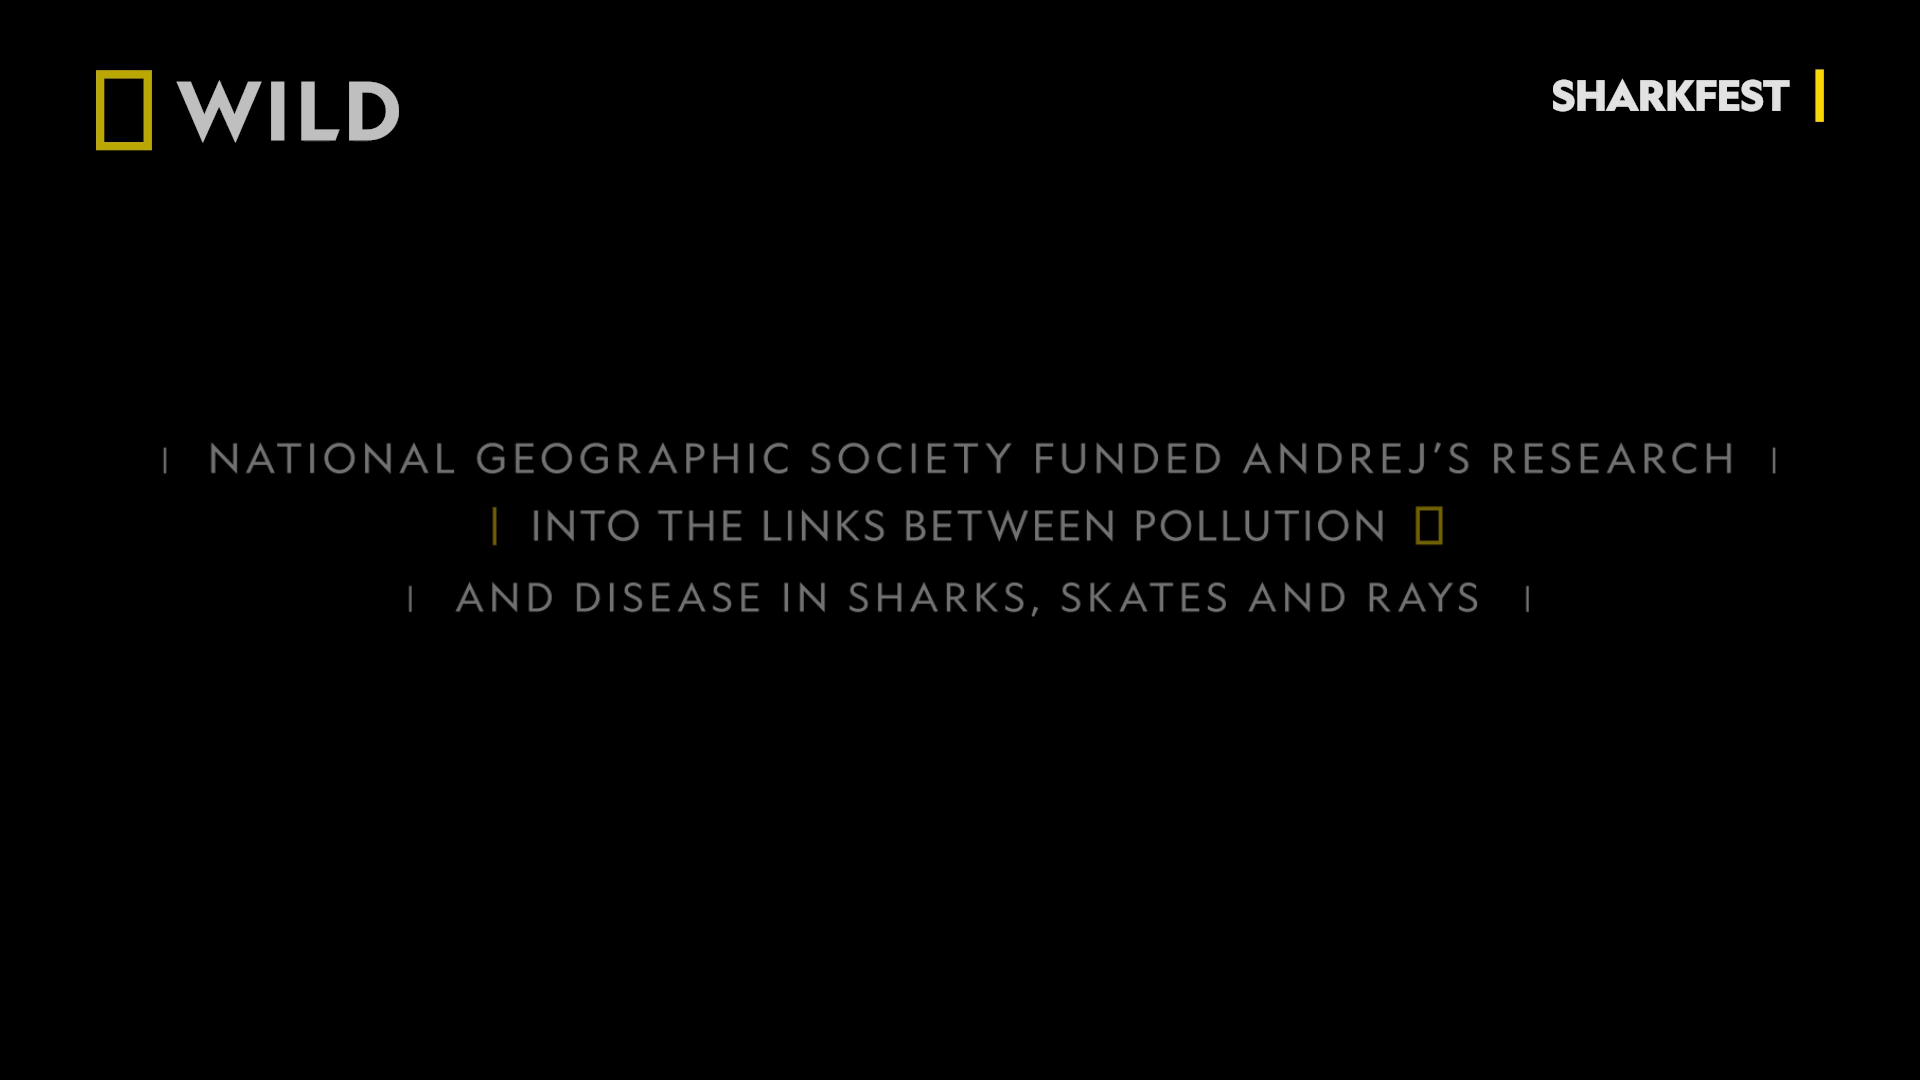 WILD
SHARKFEST
NATIONAL GEOGRAPHIC SOCIETY FUNDED ANDREJ’S RESEARCH
INTO THE LINKS BETWEEN POLLUTION
AND DISEASE IN SHARKS, SKATES AND RAYS